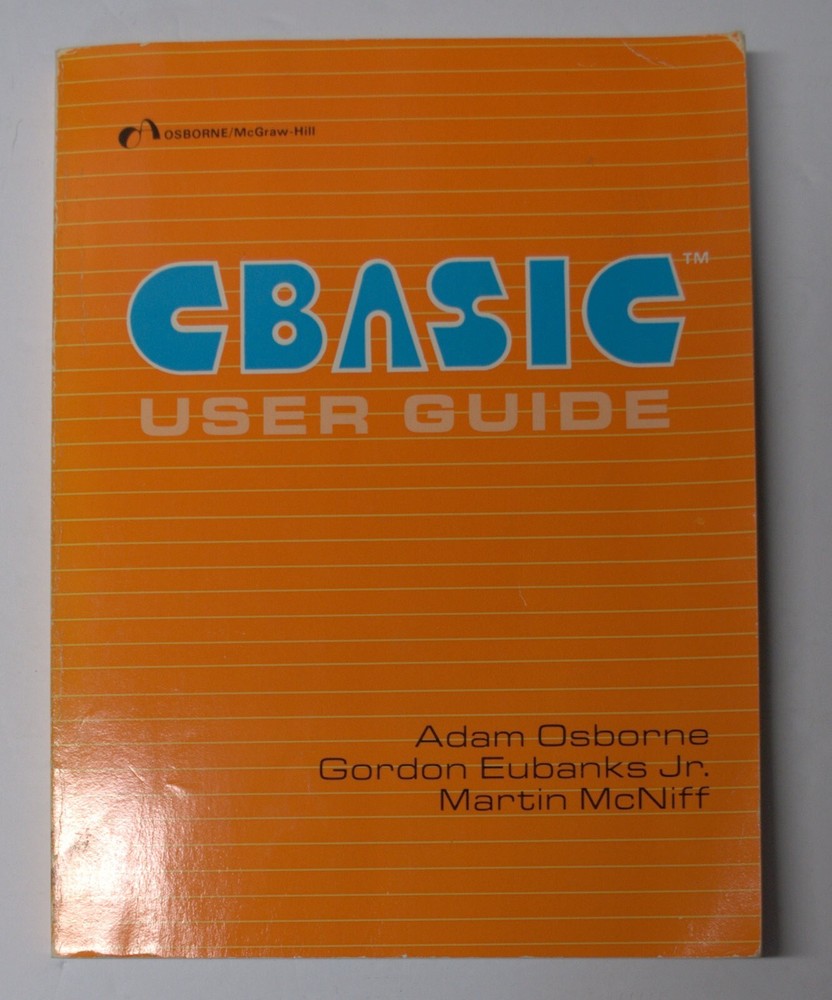 OSBORNE/McGraw-Hill
CBASIC™
USER GUIDE
Adam Osborne
Gordon Eubanks Jr.
Martin McNiff